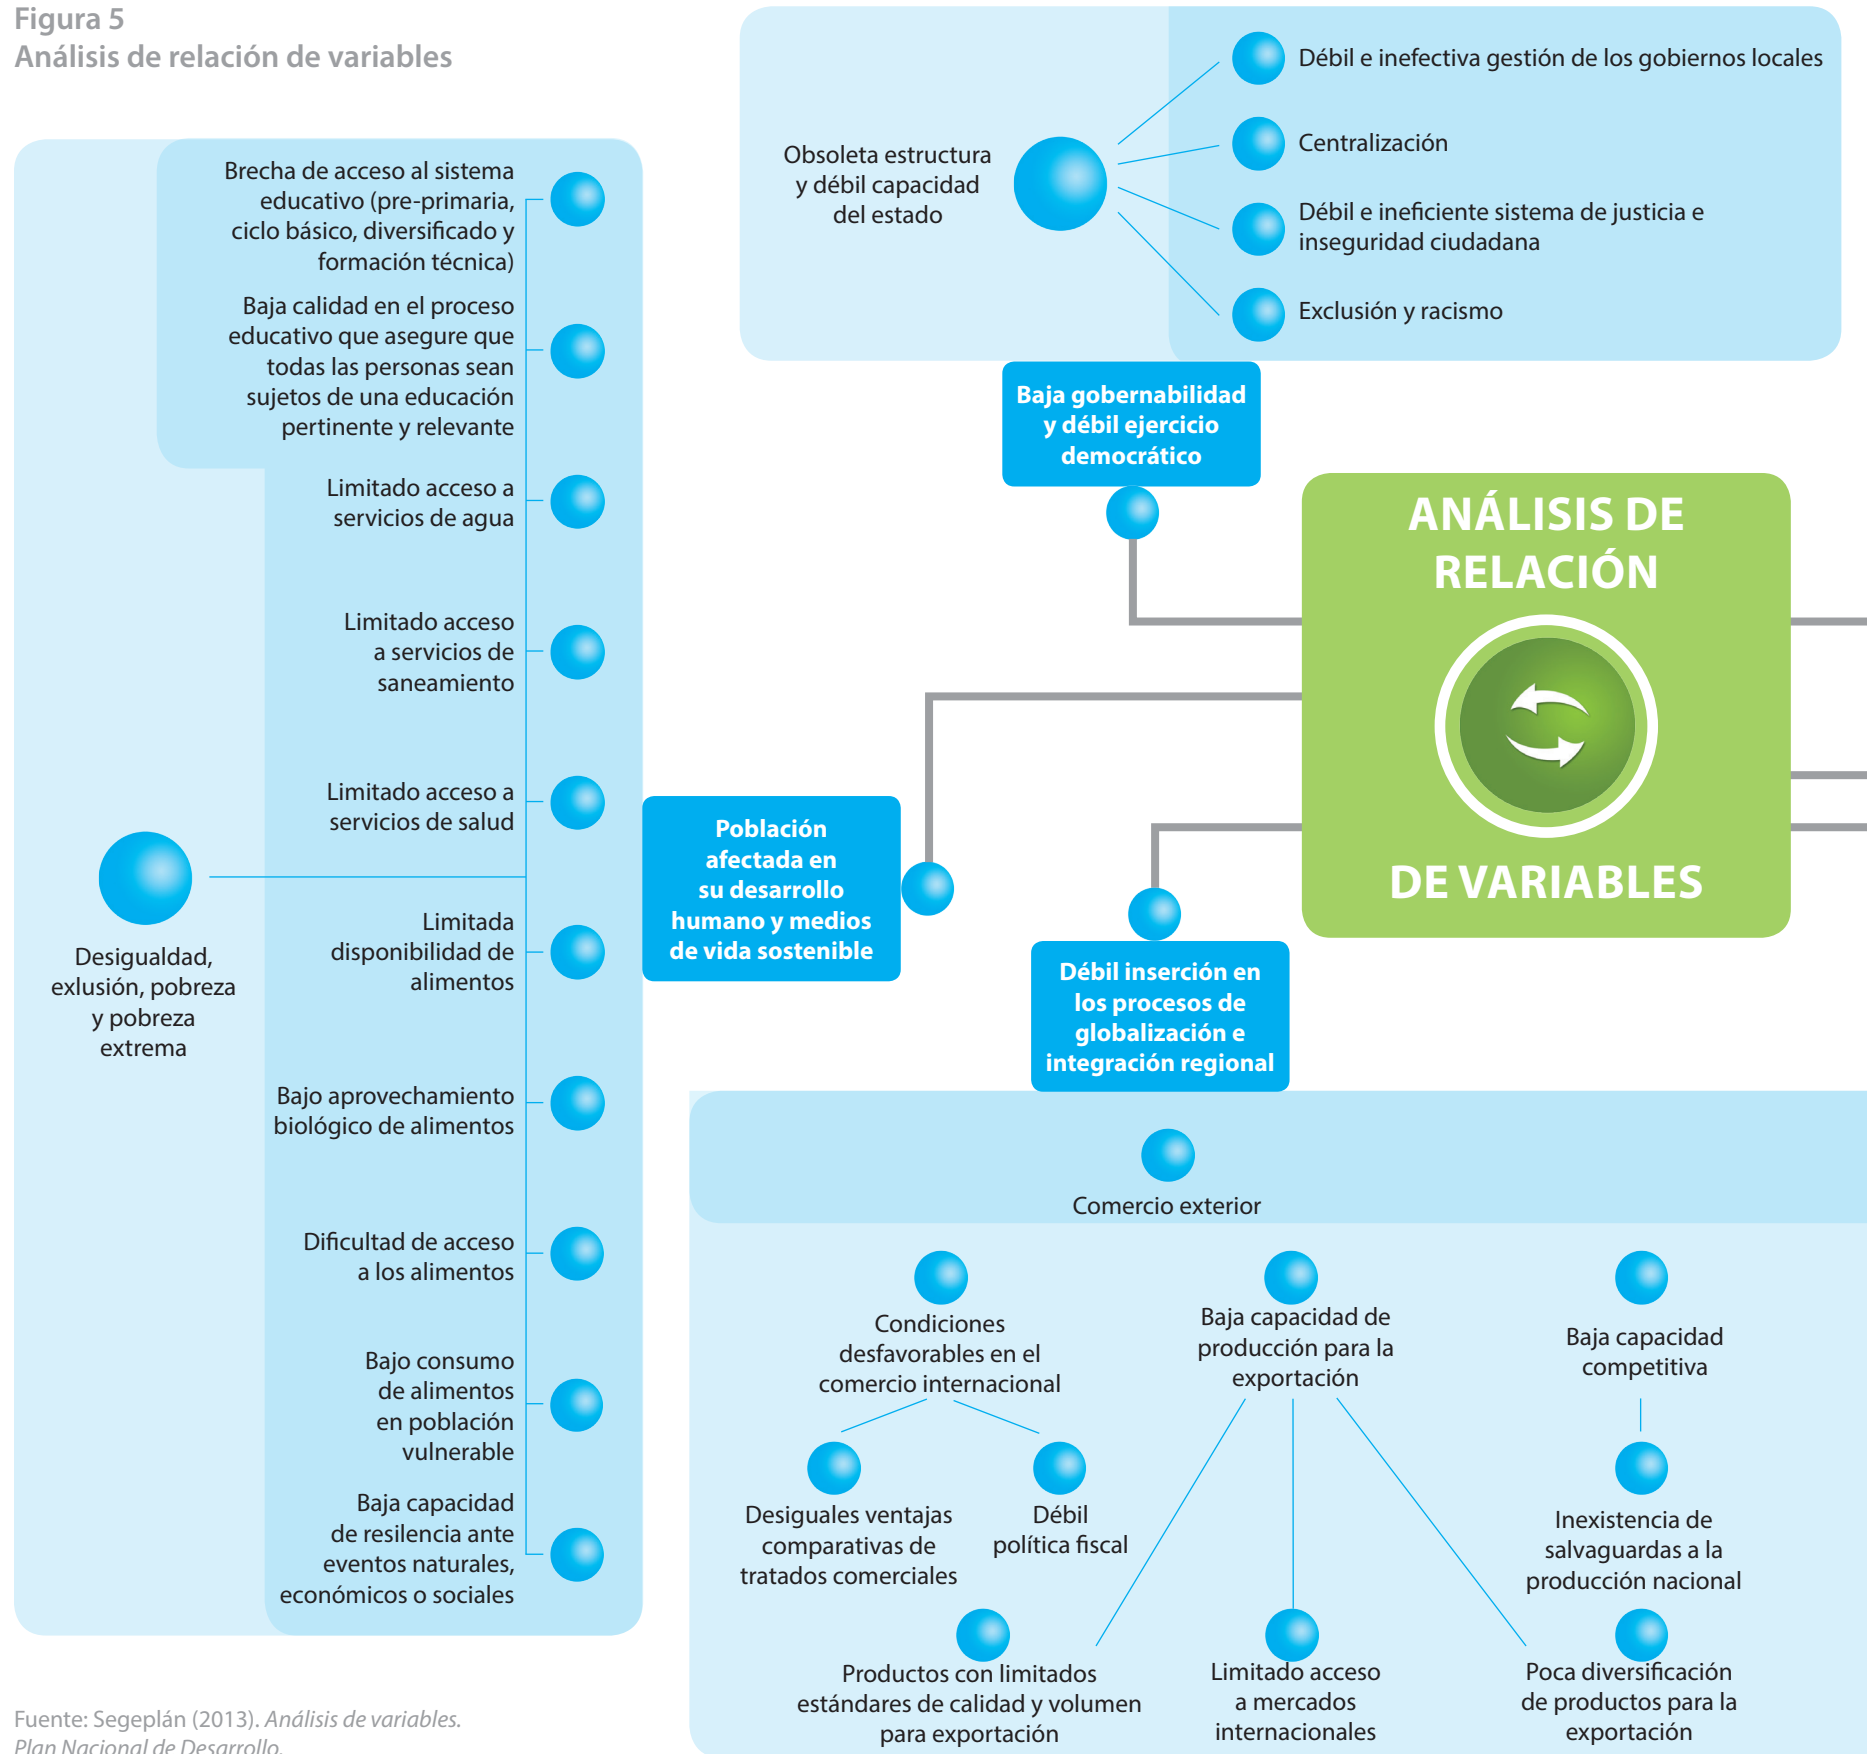 Figura 5
Análisis de relación de variables
Brecha de acceso al sistema
educativo (pre-primaria,
ciclo básico, diversificado y
formación técnica)
Baja calidad en el proceso
educativo que asegure que
todas las personas sean
sujetos de una educación
pertinente y relevante
Limitado acceso a
servicios de agua
Limitado acceso
a servicios de
saneamiento
Limitado acceso a
servicios de salud
Limitada
disponibilidad de
alimentos
Bajo aprovechamiento
biológico de alimentos
Dificultad de acceso
a los alimentos
Bajo consumo
de alimentos
en población
vulnerable
Baja capacidad
de resilencia ante
eventos naturales,
económicos o sociales
Desigualdad,
exlusión, pobreza
y pobreza
extrema
Población
afectada en
su desarrollo
humano y medios
de vida sostenible
Obsoleta estructura
y débil capacidad
del estado
Débil e inefectiva gestión de los gobiernos locales
Centralización
Débil e ineficiente sistema de justicia e
inseguridad ciudadana
Exclusión y racismo
Baja gobernabilidad
y débil ejercicio
democrático
ANÁLISIS DE
RELACIÓN
DE VARIABLES
Débil inserción en
los procesos de
globalización e
integración regional
Comercio exterior
Condiciones
desfavorables en el
comercio internacional
Baja capacidad de
producción para la
exportación
Baja capacidad
competitiva
Desiguales ventajas
comparativas de
tratados comerciales
Débil
política fiscal
Inexistencia de
salvaguardas a la
producción nacional
Productos con limitados
estándares de calidad y volumen
para exportación
Limitado acceso
a mercados
internacionales
Poca diversificación
de productos para la
exportación
Fuente: Segeplán (2013). Análisis de variables.
Plan Nacional de Desarrollo.